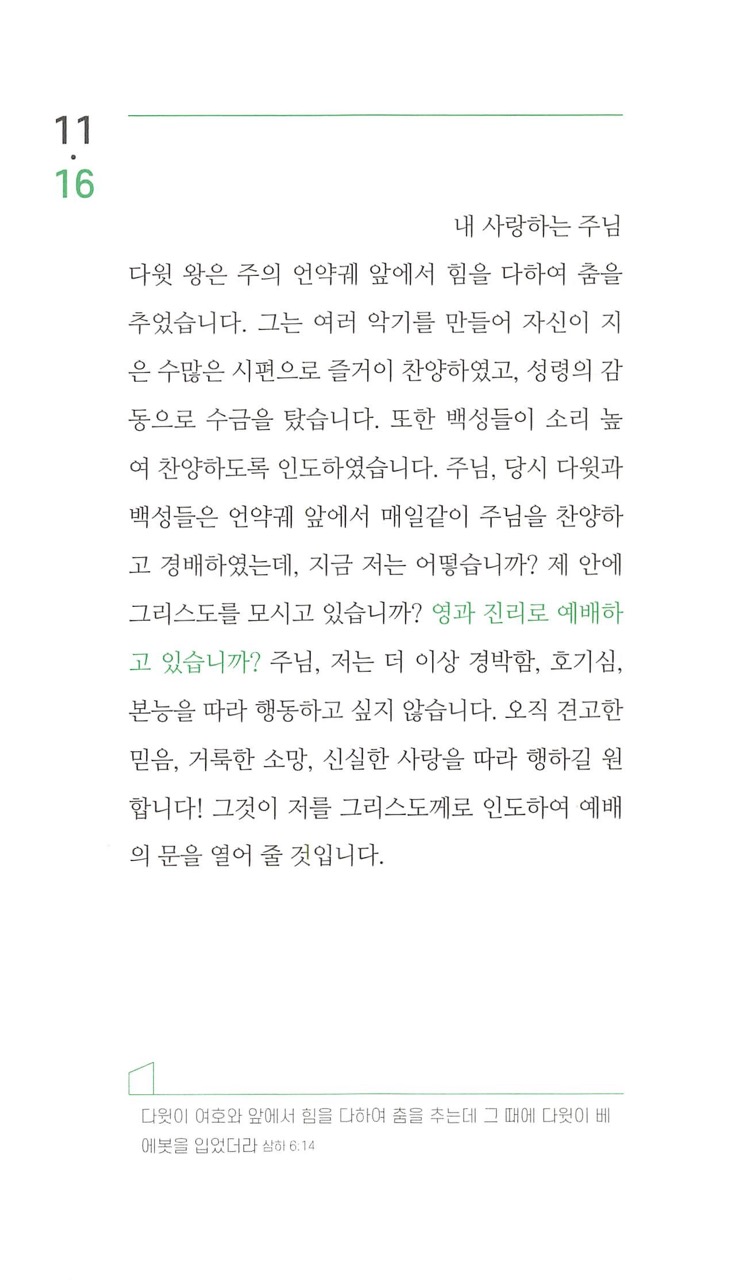 11
.
16
내 사랑하는 주님
다윗 왕은 주의 언약궤 앞에서 힘을 다하여 춤을
추었습니다. 그는 여러 악기를 만들어 자신이 지
은 수많은 시편으로 즐거이 찬양하였고, 성령의 감
동으로 수금을 탔습니다. 또한 백성들이 소리 높
여 찬양하도록 인도하였습니다. 주님, 당시 다윗과
백성들은 언약궤 앞에서 매일같이 주님을 찬양하
고 경배하였는데, 지금 저는 어떻습니까? 제 안에
그리스도를 모시고 있습니까? 영과 진리로 예배하
고 있습니까? 주님, 저는 더 이상 경박함, 호기심,
본능을 따라 행동하고 싶지 않습니다. 오직 견고한
믿음, 거룩한 소망, 신실한 사랑을 따라 행하길 원
합니다! 그것이 저를 그리스도께로 인도하여 예배
의 문을 열어 줄 것입니다.
다윗이 여호와 앞에서 힘을 다하여 춤을 추는데 그 때에 다윗이 베
에봇을 입었더라 삼하 6:14